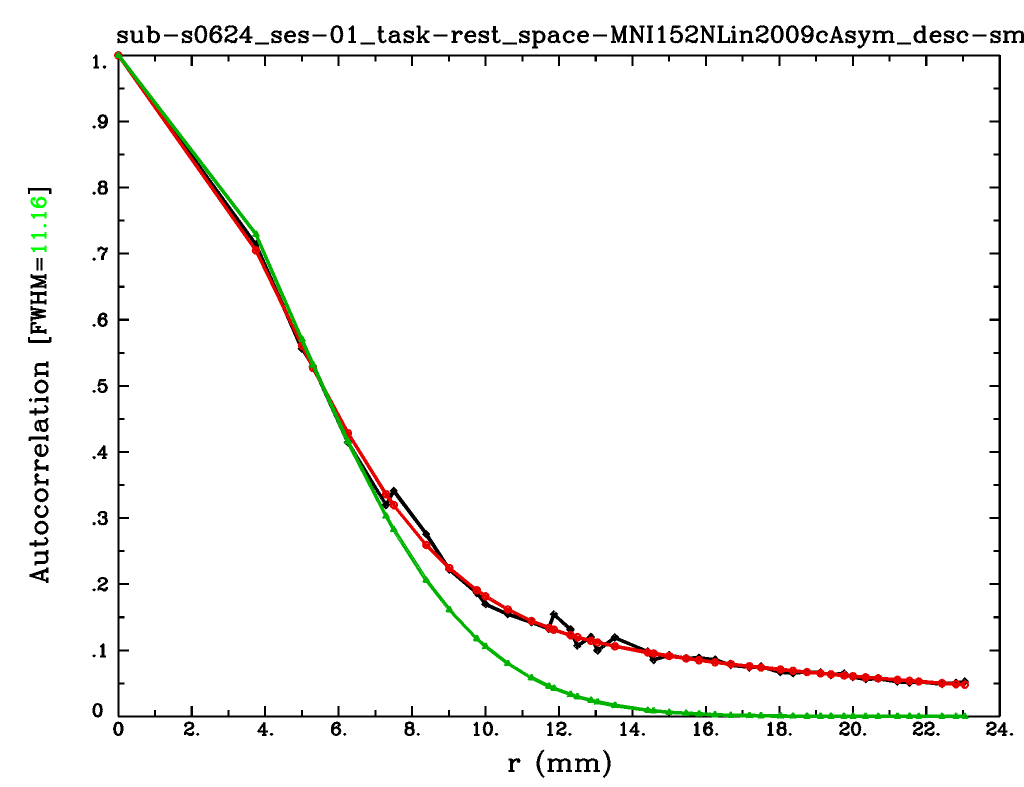 sub-s0624_ses-01_task-rest_space-MNI152NLin2009cAsym_desc-sm
1.
.9
.8
.7
.6
.5
.4
.3
.2
.1
0
Autocorrelation [FWHM=11.16]
0 2. 4. 6. 8. 10. 12. 14. 16. 18. 20. 22. 24.
r (mm)